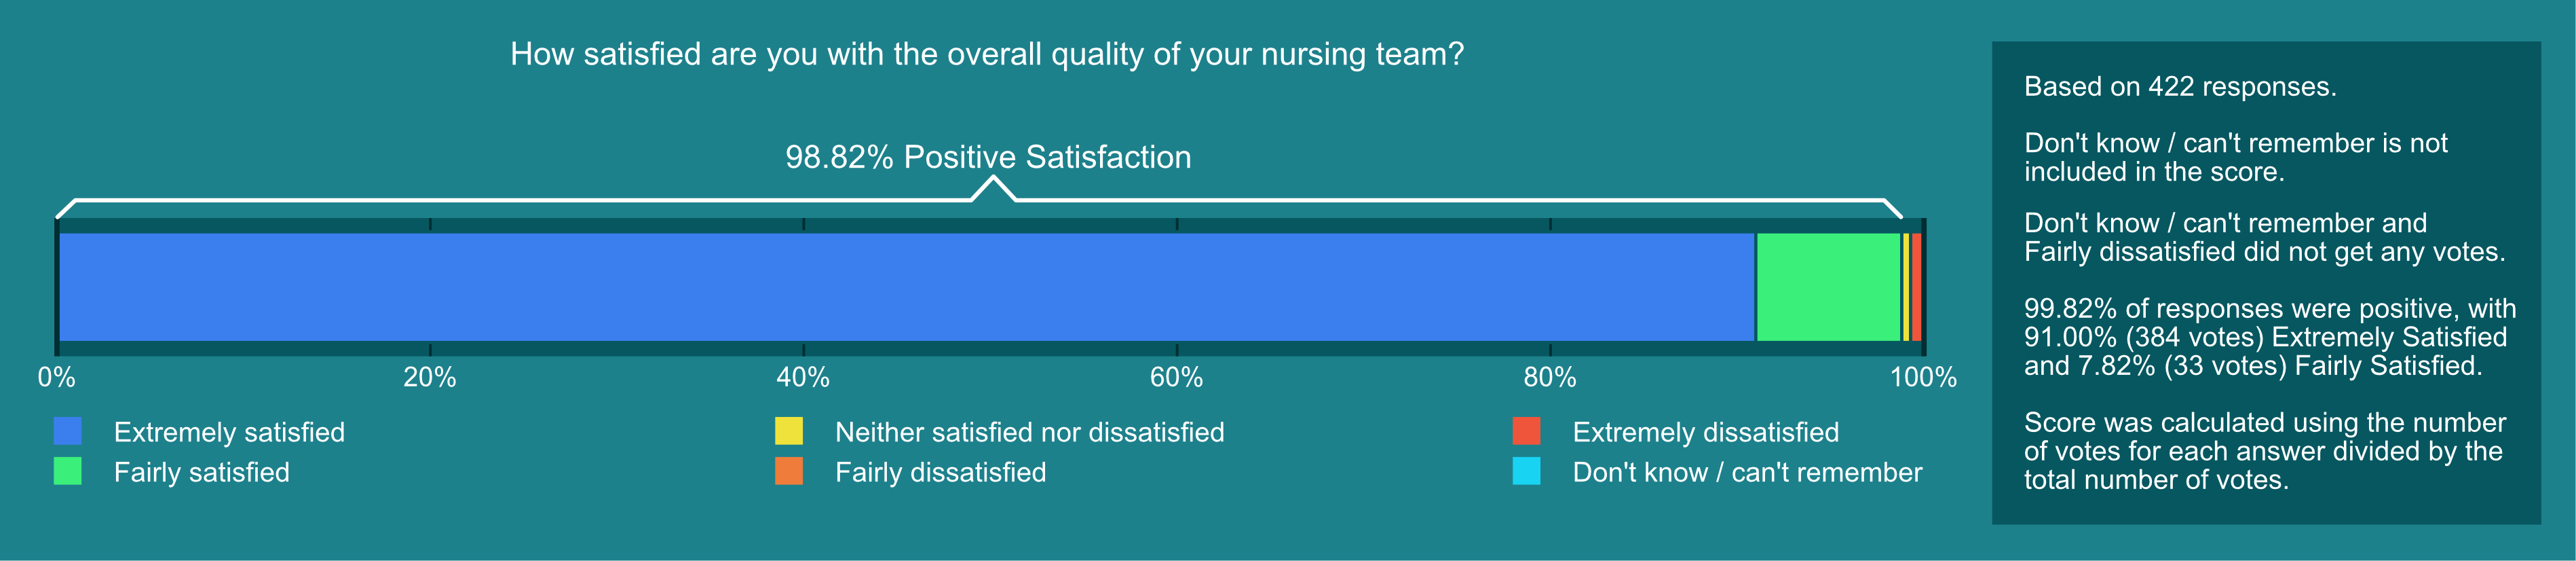 How satisfied are you with the overall quality of your nursing team?
98.82% Positive Satisfaction
0%
20%
40%
60%
80%
100%
Extremely satisfied
Fairly satisfied
Neither satisfied nor dissatisfied
Fairly dissatisfied
Extremely dissatisfied
Don't know / can't remember
Based on 422 responses.
Don't know / can't remember is not
included in the score.
Don't know / can't remember and
Fairly dissatisfied did not get any votes.
99.82% of responses were positive, with
91.00% (384 votes) Extremely Satisfied
and 7.82% (33 votes) Fairly Satisfied.
Score was calculated using the number
of votes for each answer divided by the
total number of votes.